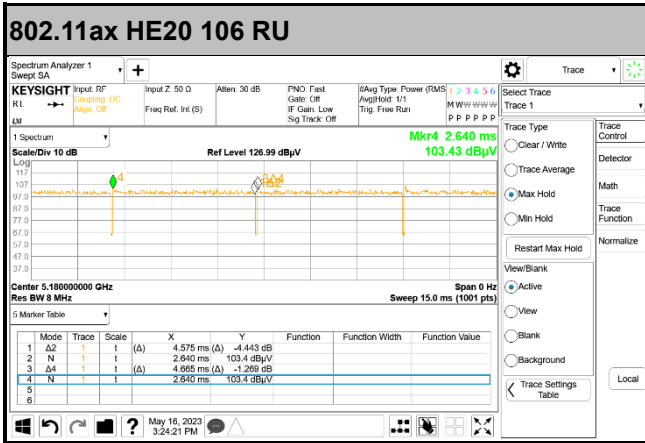 802.11ax HE20 106 RU
Spectrum Analyzer 1
Swept SA
Trace
KEYSIGHT Input: RF Input Z: 50 Ω Atten: 30 dB PNO: Fast #Avg Type: Power (RMS 1 2 3 4 5 6
RL Coupling: DC Gate: Off Avg|Hold: 1/1
Align: Off Freq Ref: Int (S) IF Gain: Low Trig: Free Run M W W W W W
Sig Track: Off P P P P P P
LXI
Select Trace
Trace 1
1 Spectrum
Mkr4 2.640 ms
Scale/Div 10 dB Ref Level 126.99 dBµV 103.43 dBµV
Log
117
107
97.0
87.0
77.0
67.0
57.0
47.0
37.0
4
Center 5.180000000 GHz Span 0 Hz
Res BW 8 MHz Sweep 15.0 ms (1001 pts)
5 Marker Table
Mode Trace Scale X Y Function Function Width Function Value
1 Δ2 1 t (Δ) 4.575 ms (Δ) -4.443 dB
2 N 1 t 2.640 ms 103.4 dBµV
3 Δ4 1 t (Δ) 4.665 ms (Δ) -1.269 dB
4 N 1 t 2.640 ms 103.4 dBµV
5
6
Trace Type
Clear / Write
Trace Average
Max Hold
Min Hold
Restart Max Hold
View/Blank
Active
View
Blank
Background
Trace Settings
Table
Trace
Control
Detector
Math
Trace
Function
Normalize
Local
? May 16, 2023
3:24:21 PM